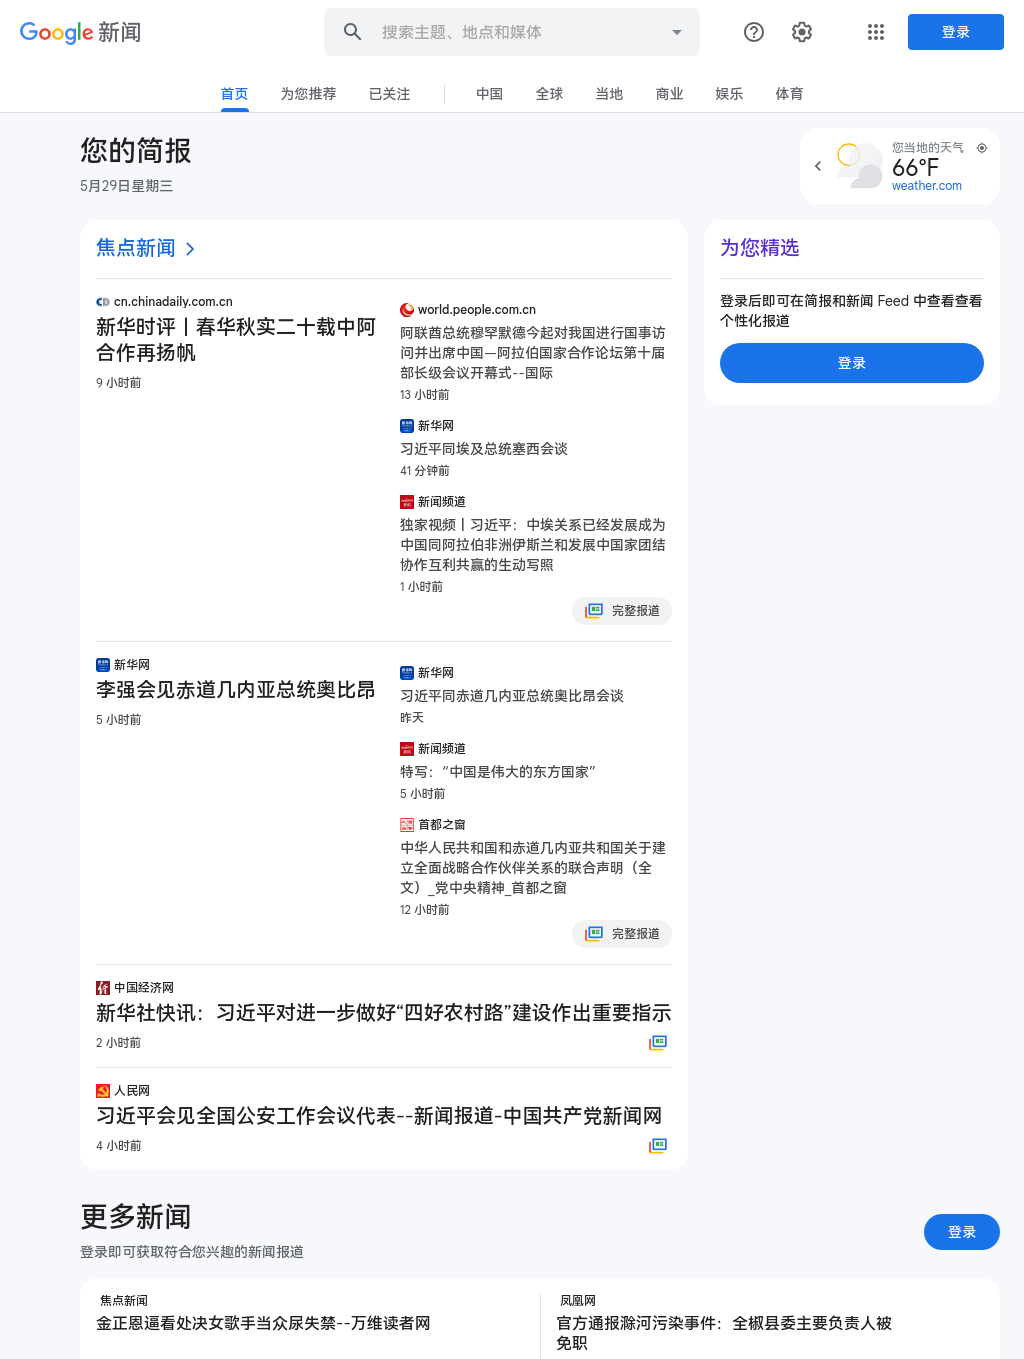 Google 新闻
搜索主题、地点和媒体
登录
首页
为您推荐
已关注
中国
全球
当地
商业
娱乐
体育
您的简报
5月29日星期三
您当地的天气
66°F
weather.com
焦点新闻
cn.chinadaily.com.cn
新华时评丨春华秋实二十载中阿
合作再扬帆
9 小时前
world.people.com.cn
阿联酋总统穆罕默德今起对我国进行国事访
问并出席中国—阿拉伯国家合作论坛第十届
部长级会议开幕式--国际
13 小时前
新华网
习近平同埃及总统塞西会谈
41 分钟前
新闻频道
独家视频丨习近平：中埃关系已经发展成为
中国同阿拉伯非洲伊斯兰和发展中国家团结
协作互利共赢的生动写照
1 小时前
完整报道
新华网
李强会见赤道几内亚总统奥比昂
5 小时前
新华网
习近平同赤道几内亚总统奥比昂会谈
昨天
新闻频道
特写：“中国是伟大的东方国家”
5 小时前
首都之窗
中华人民共和国和赤道几内亚共和国关于建
立全面战略合作伙伴关系的联合声明（全
文）_党中央精神_首都之窗
12 小时前
完整报道
中国经济网
新华社快讯：习近平对进一步做好“四好农村路”建设作出重要指示
2 小时前
人民网
习近平会见全国公安工作会议代表--新闻报道-中国共产党新闻网
4 小时前
为您精选
登录后即可在简报和新闻 Feed 中查看查看
个性化报道
登录
更多新闻
登录即可获取符合您兴趣的新闻报道
登录
焦点新闻
金正恩逼看处决女歌手当众尿失禁--万维读者网
凤凰网
官方通报滁河污染事件：全椒县委主要负责人被
免职